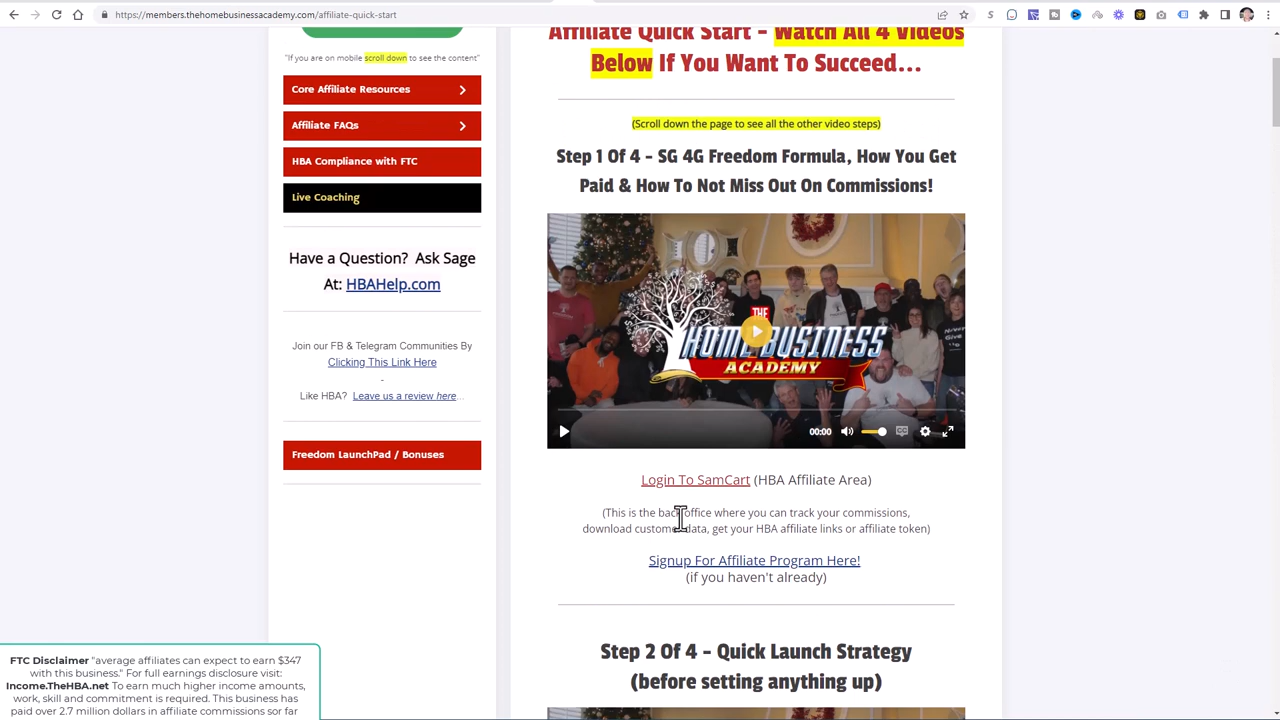 https://members.thehomebusinessacademy.com/affiliate-quick-start
"If you are on mobile scroll down to see the content"
Core Affiliate Resources
Affiliate FAQs
HBA Compliance with FTC
Live Coaching
Have a Question? Ask Sage
At: HBAHelp.com
Join our FB & Telegram Communities By
Clicking This Link Here
-
Like HBA? Leave us a review here...
Freedom LaunchPad / Bonuses
Affiliate Quick Start - Watch All 4 Videos
Below If You Want To Succeed...
(Scroll down the page to see all the other video steps)
Step 1 Of 4 - SG 4G Freedom Formula, How You Get
Paid & How To Not Miss Out On Commissions!
THE
HOME BUSINESS
ACADEMY
00:00
Login To SamCart (HBA Affiliate Area)
(This is the back office where you can track your commissions,
download customer data, get your HBA affiliate links or affiliate token)
Signup For Affiliate Program Here!
(if you haven't already)
Step 2 Of 4 - Quick Launch Strategy
(before setting anything up)
FTC Disclaimer "average affiliates can expect to earn $347
with this business." For full earnings disclosure visit:
Income.TheHBA.net To earn much higher income amounts,
work, skill and commitment is required. This business has
paid over 2.7 million dollars in affiliate commissions sor far